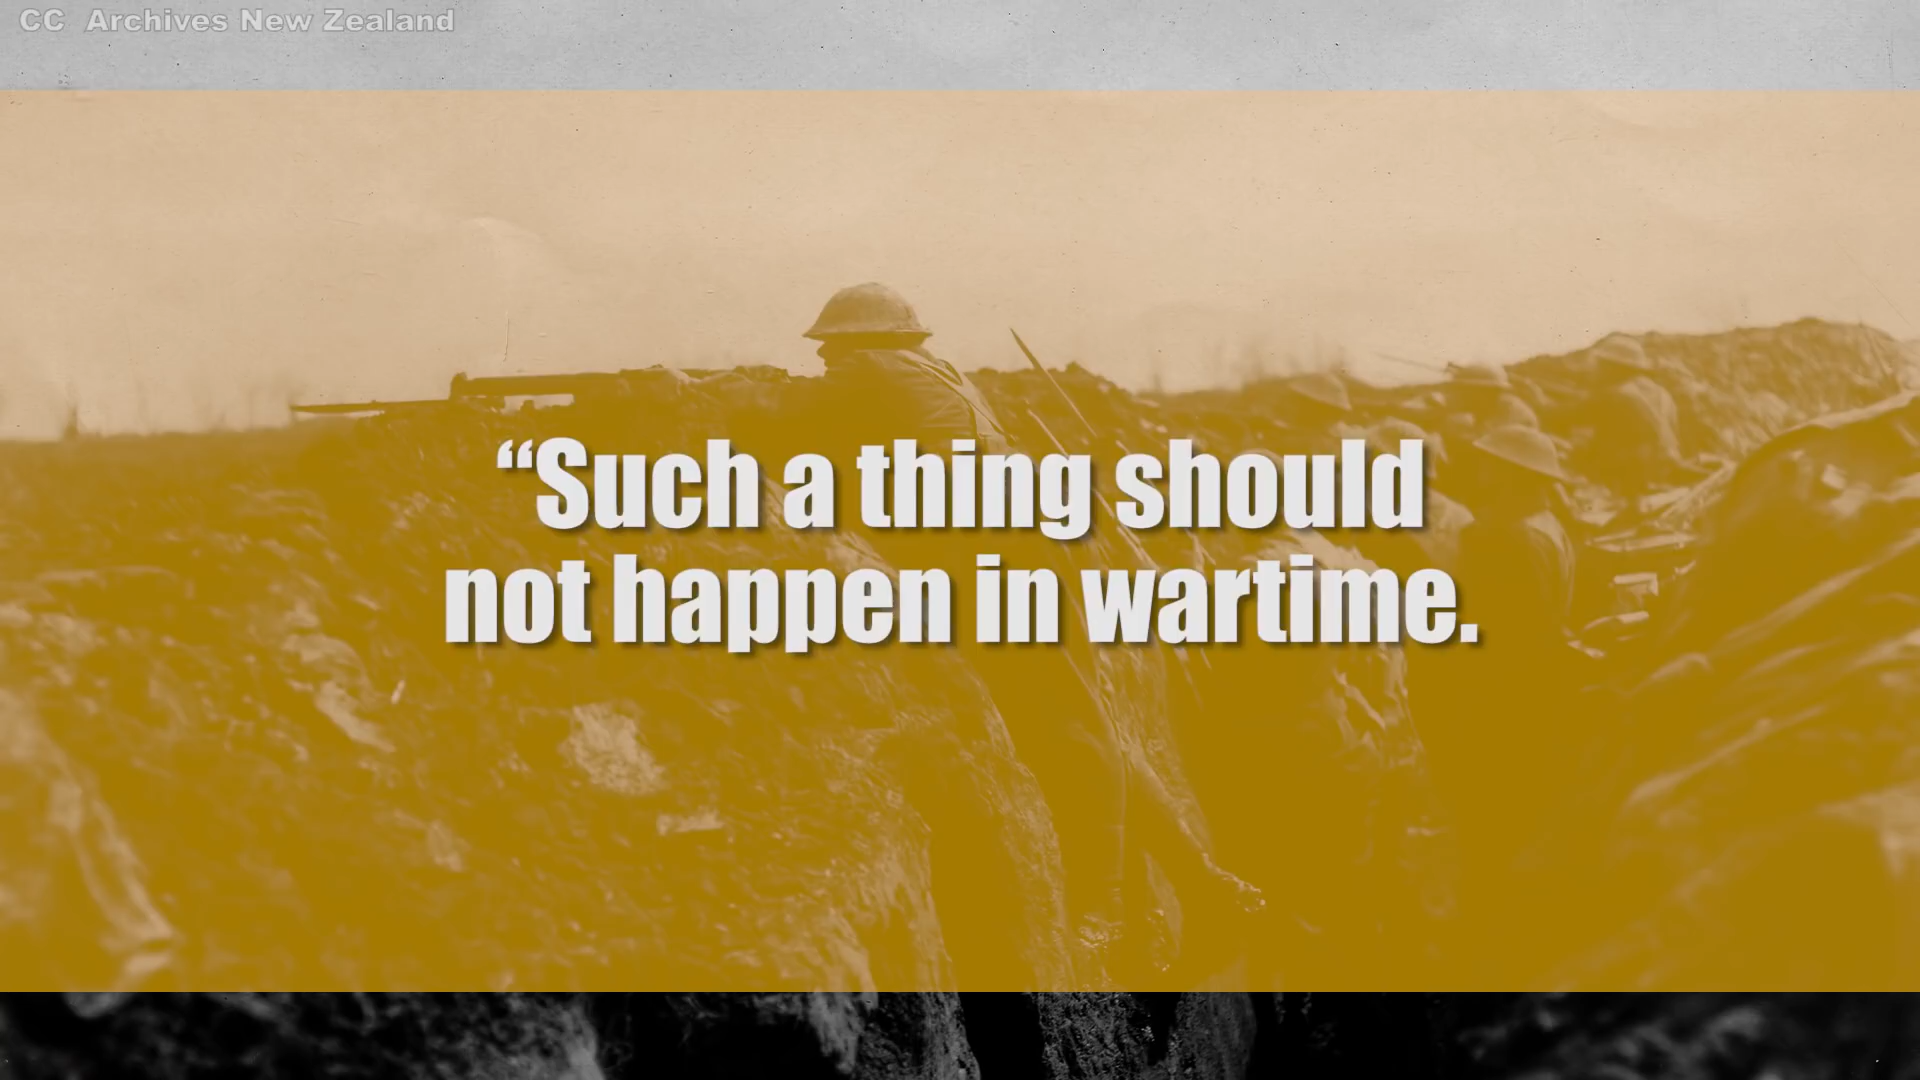 CC Archives New Zealand
“Such a thing should
not happen in wartime.